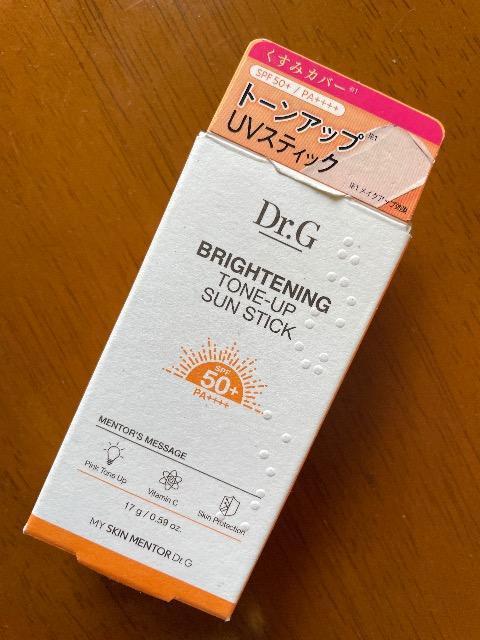 くすみカバー※1
SPF50+ / PA++++
トーンアップ※1
UVスティック
※1 メイクアップ効果
Dr.G
BRIGHTENING
TONE-UP
SUN STICK
SPF
50+
PA++++
MENTOR'S MESSAGE
Pink Tone Up
Vitamin C
Skin Protection
17 g / 0.59 oz.
MY SKIN MENTOR Dr.G